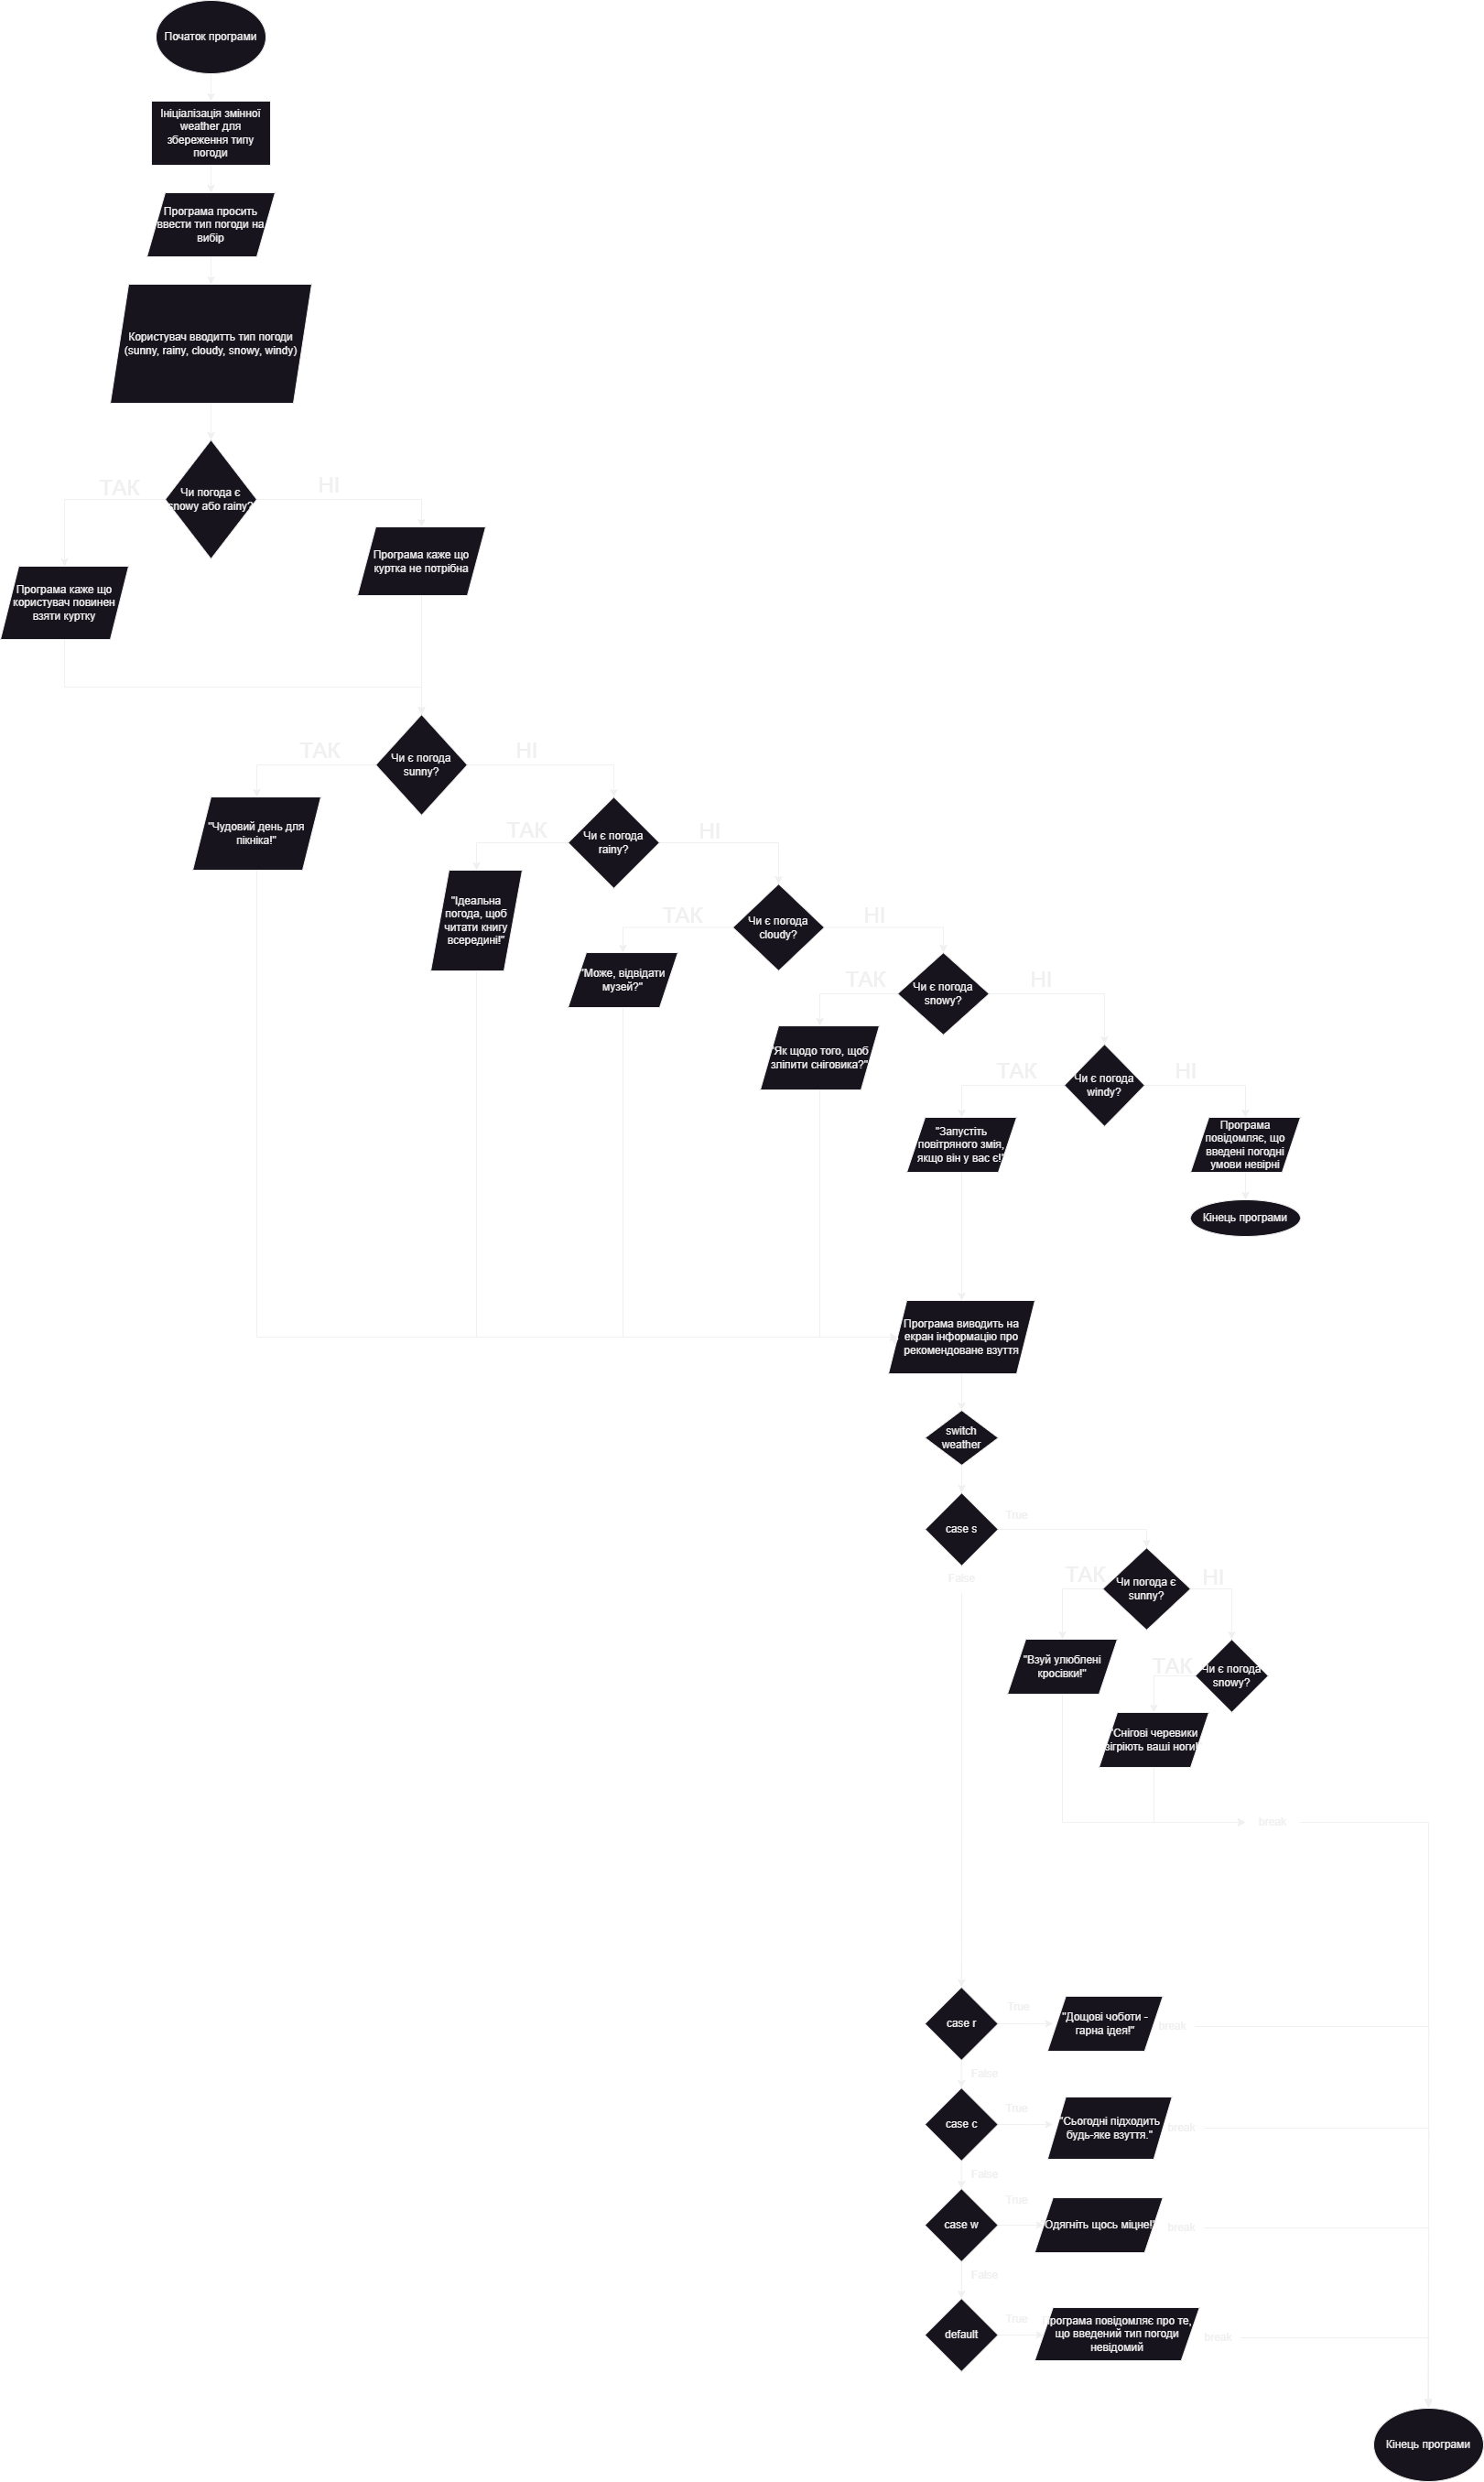 Початок програми
Ініціалізація змінної
weather для
збереження типу
погоди
Програма просить
ввести тип погоди на
вибір
Користувач вводитть тип погоди
(sunny, rainy, cloudy, snowy, windy)
Чи погода є
snowy або rainy?
ТАК
НІ
Програма каже що
куртка не потрібна
Програма каже що
користувач повинен
взяти куртку
Чи є погода
sunny?
ТАК
НІ
"Чудовий день для
пікніка!"
Чи є погода
rainy?
ТАК
НІ
"Ідеальна
погода, щоб
читати книгу
всередині!"
Чи є погода
cloudy?
ТАК
НІ
"Може, відвідати
музей?"
Чи є погода
snowy?
ТАК
НІ
"Як щодо того, щоб
зліпити сніговика?"
Чи є погода
windy?
ТАК
НІ
"Запустіть
повітряного змія,
якщо він у вас є!"
Програма
повідомляє, що
введені погодні
умови невірні
Кінець програми
Програма виводить на
екран інформацію про
рекомендоване взуття
switch
weather
case s
True
False
Чи погода є
sunny?
ТАК
НІ
"Взуй улюблені
кросівки!"
Чи є погода
snowy?
ТАК
"Снігові черевики
зігріють ваші ноги!"
break
case r
True
"Дощові чоботи -
гарна ідея!"
break
False
case c
True
"Сьогодні підходить
будь-яке взуття."
break
False
case w
True
"Одягніть щось міцне!"
break
False
default
True
Програма повідомляє про те,
що введений тип погоди
невідомий
break
Кінець програми